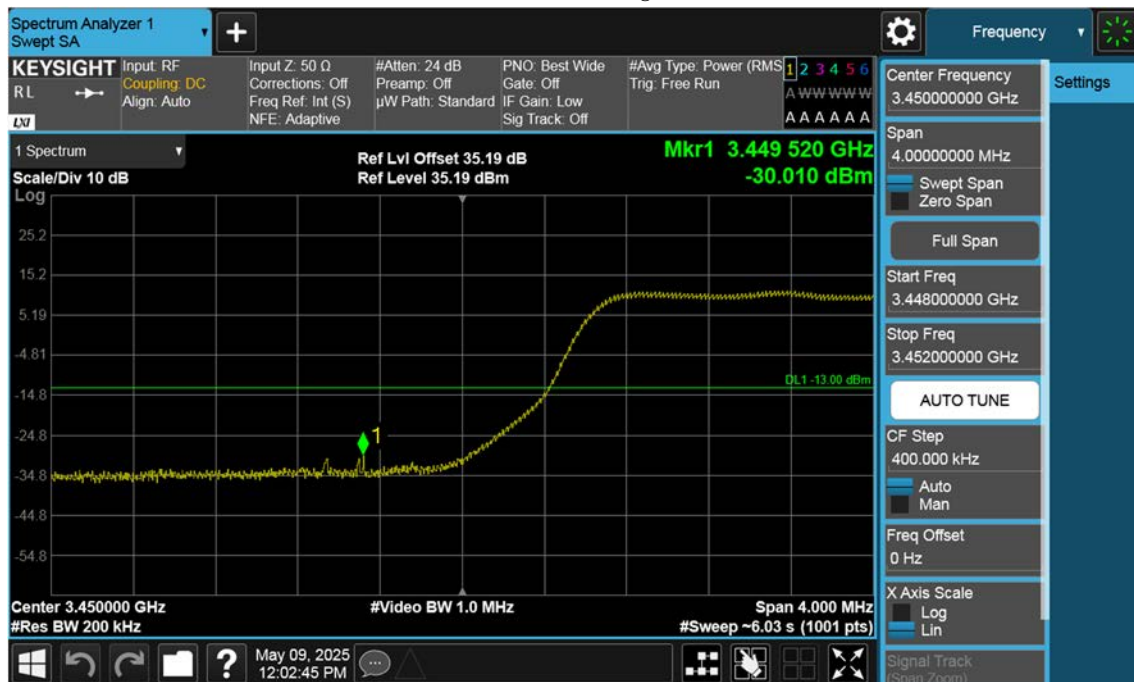 Spectrum Analyzer 1
Swept SA
Frequency
KEYSIGHT
RL
LXI
Input: RF
Coupling: DC
Align: Auto
Input Z: 50 Ω
Corrections: Off
Freq Ref: Int (S)
NFE: Adaptive
#Atten: 24 dB
Preamp: Off
µW Path: Standard
PNO: Best Wide
Gate: Off
IF Gain: Low
Sig Track: Off
#Avg Type: Power (RMS
Trig: Free Run
1 2 3 4 5 6
A W W W W W
A A A A A A
1 Spectrum
Scale/Div 10 dB
Log
Ref Lvl Offset 35.19 dB
Ref Level 35.19 dBm
Mkr1 3.449 520 GHz
-30.010 dBm
25.2
15.2
5.19
-4.81
-14.8
-24.8
-34.8
-44.8
-54.8
DL1 -13.00 dBm
1
Center 3.450000 GHz
#Res BW 200 kHz
#Video BW 1.0 MHz
Span 4.000 MHz
#Sweep ~6.03 s (1001 pts)
Center Frequency
3.450000000 GHz
Settings
Span
4.00000000 MHz
Swept Span
Zero Span
Full Span
Start Freq
3.448000000 GHz
Stop Freq
3.452000000 GHz
AUTO TUNE
CF Step
400.000 kHz
Auto
Man
Freq Offset
0 Hz
X Axis Scale
Log
Lin
Signal Track
(Span Zoom)
?
May 09, 2025
12:02:45 PM